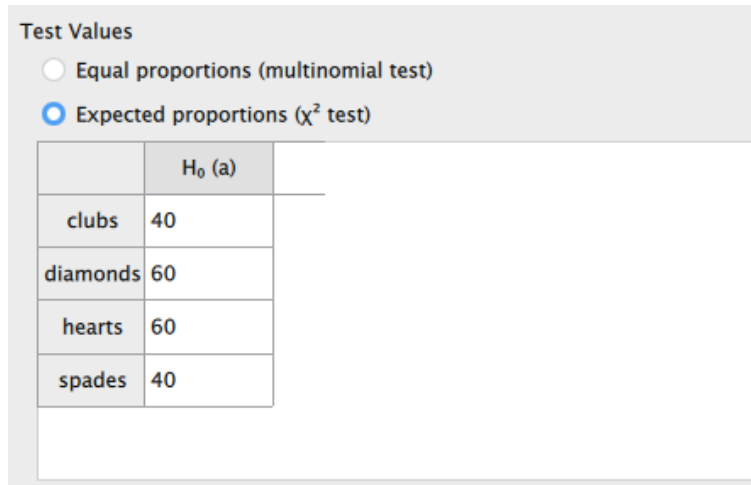 Test Values
Equal proportions (multinomial test)
Expected proportions (χ² test)
H₀ (a)
clubs 40
diamonds 60
hearts 60
spades 40